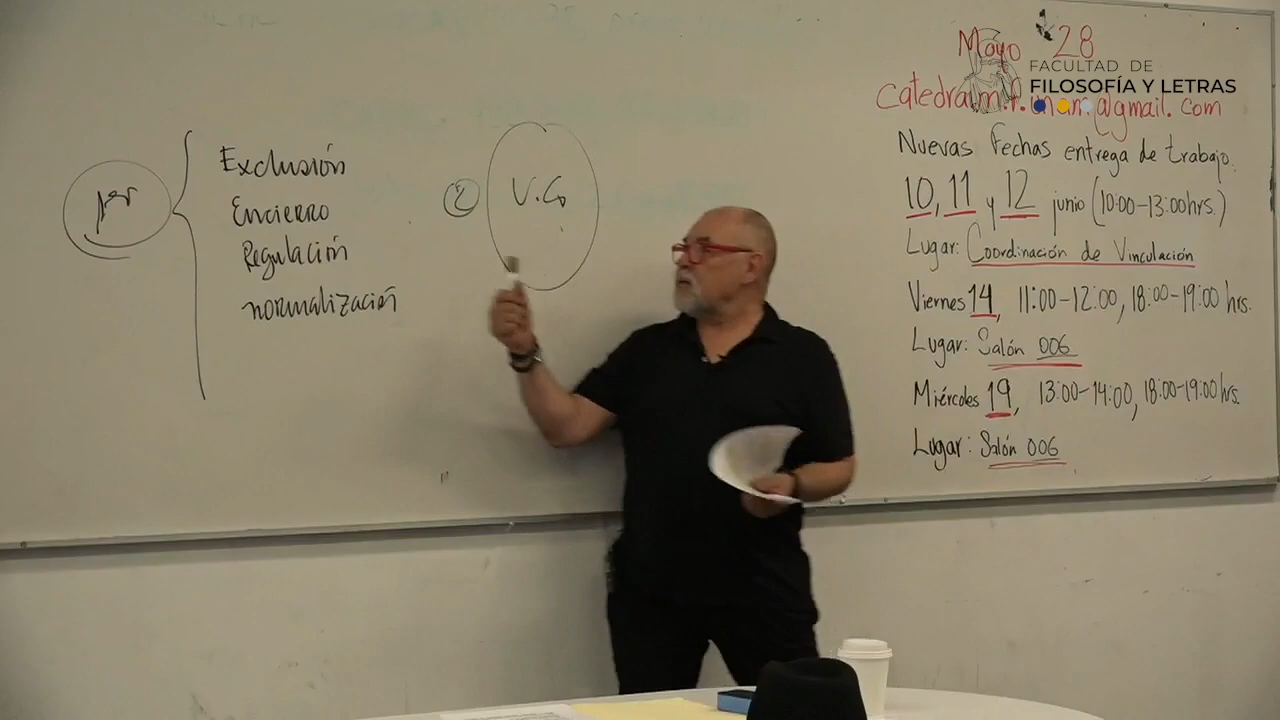 per
Exclusión
Encierro
Regulación
normalización
2
V.Co
Mayo 28
FACULTAD DE
FILOSOFÍA Y LETRAS
Nuevas fechas entrega de trabajo.
10, 11 y 12 junio (10:00-13:00hrs.)
Lugar: Coordinación de Vinculación
Viernes 14, 11:00-12:00, 18:00-19:00 hrs.
Lugar: Salón 006
Miércoles 19, 13:00-14:00, 18:00-19:00 hrs.
Lugar: Salón 006